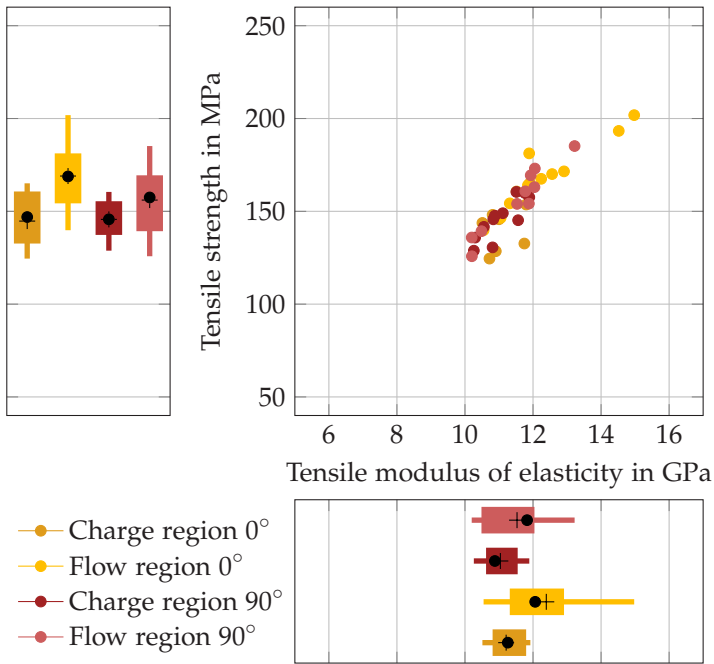 250
200
150
100
50
Tensile strength in MPa
6 8 10 12 14 16
Tensile modulus of elasticity in GPa
Charge region 0°
Flow region 0°
Charge region 90°
Flow region 90°